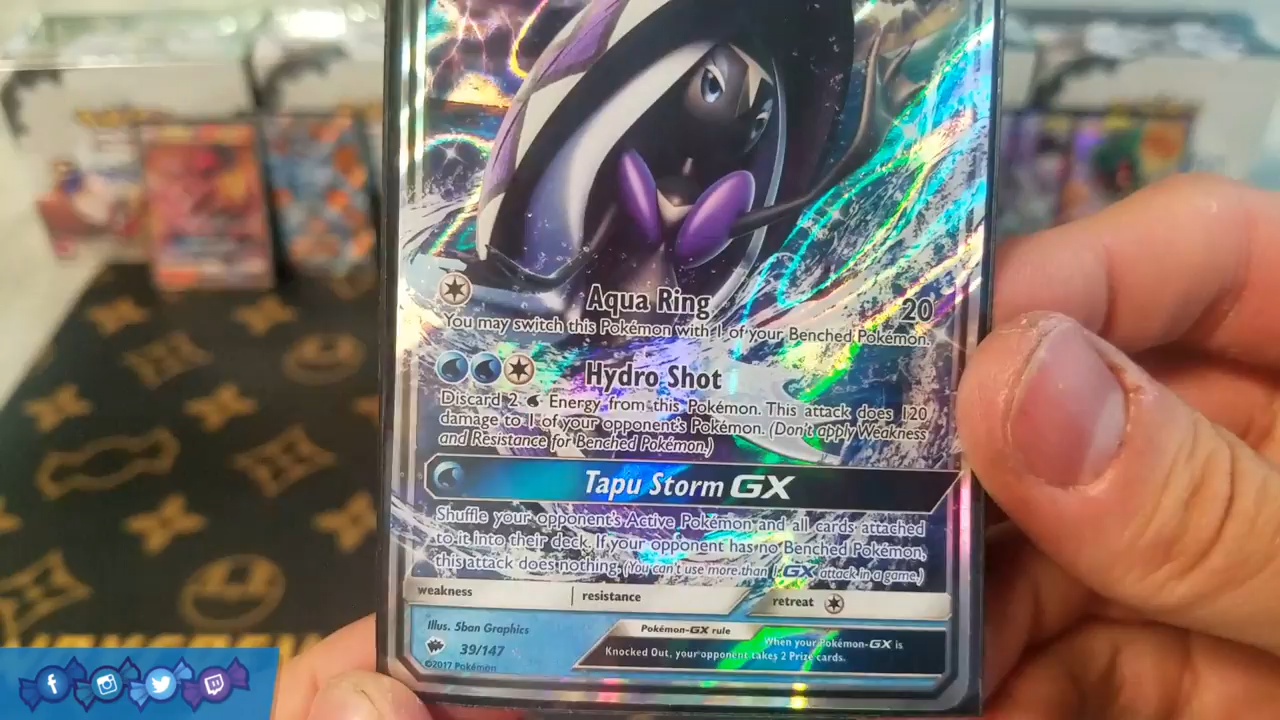 Aqua Ring 20
You may switch this Pokémon with 1 of your Benched Pokémon.
Hydro Shot
Discard 2 Energy from this Pokémon. This attack does 120
damage to 1 of your opponent's Pokémon. (Don't apply Weakness
and Resistance for Benched Pokémon.)
Tapu Storm GX
Shuffle your opponent's Active Pokémon and all cards attached
to it into their deck. If your opponent has no Benched Pokémon,
this attack does nothing. (You can't use more than 1 GX attack in a game.)
weakness resistance retreat
Illus. 5ban Graphics
39/147
©2017 Pokémon
Pokémon-GX rule
When your Pokémon-GX is
Knocked Out, your opponent takes 2 Prize cards.